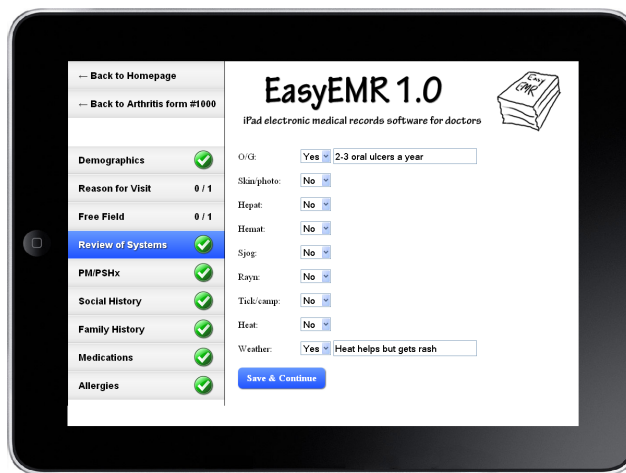 ← Back to Homepage
← Back to Arthritis form #1000
Demographics
Reason for Visit 0 / 1
Free Field 0 / 1
Review of Systems
PM/PSHx
Social History
Family History
Medications
Allergies
EasyEMR 1.0
iPad electronic medical records software for doctors
Easy
EMR
O/G: Yes 2-3 oral ulcers a year
Skin/photo: No
Hepat: No
Hemat: No
Sjog: No
Rayn: No
Tick/camp: No
Heat: No
Weather: Yes Heat helps but gets rash
Save & Continue